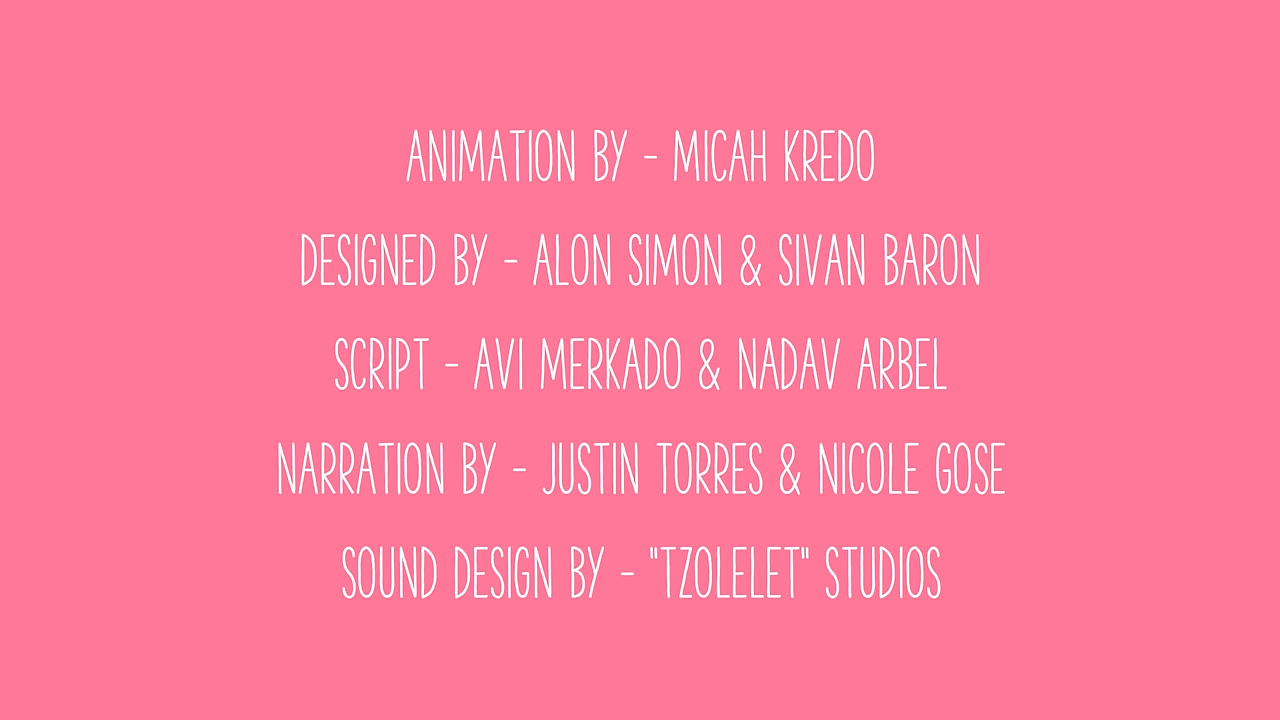 ANIMATION BY - MICAH KREDO
DESIGNED BY - ALON SIMON & SIVAN BARON
SCRIPT - AVI MERKADO & NADAV ARBEL
NARRATION BY - JUSTIN TORRES & NICOLE GOSE
SOUND DESIGN BY - "TZOLELET" STUDIOS